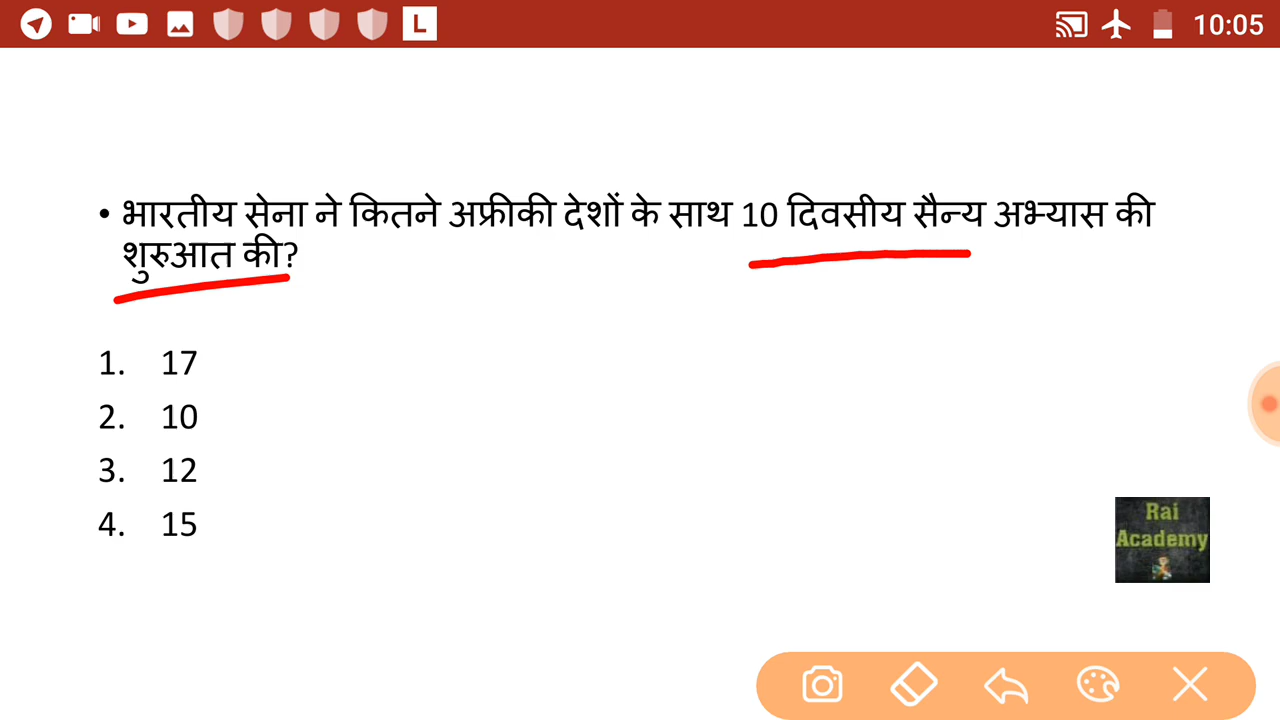 L 10:05
• भारतीय सेना ने कितने अफ्रीकी देशों के साथ 10 दिवसीय सैन्य अभ्यास की
शुरुआत की?
1. 17
2. 10
3. 12
4. 15
Rai
Academy